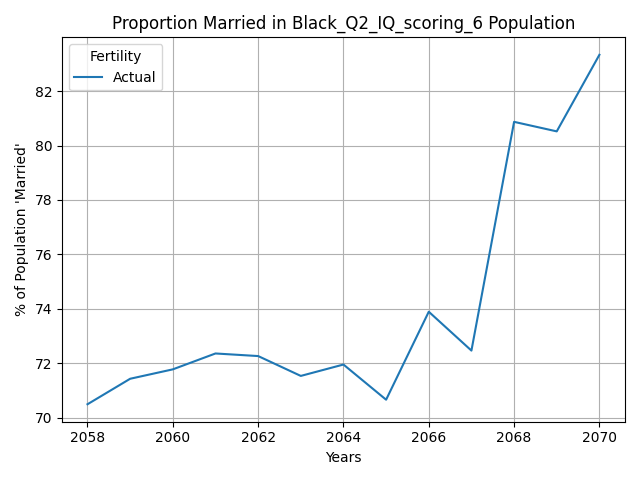 Proportion Married in Black_Q2_IQ_scoring_6 Population
Fertility
Actual
% of Population 'Married'
82
80
78
76
74
72
70
2058 2060 2062 2064 2066 2068 2070
Years